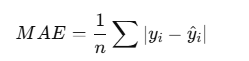 MAE = \frac{1}{n} \sum |y_i - \hat{y}_i|